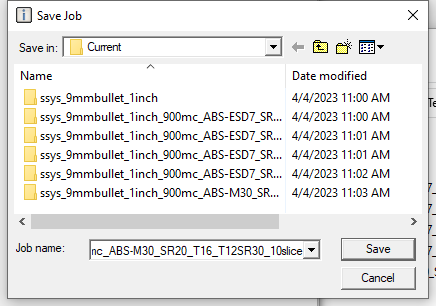 Save Job
Save in: Current
Name Date modified
ssys_9mmbullet_1inch 4/4/2023 11:00 AM
ssys_9mmbullet_1inch_900mc_ABS-ESD7_SR... 4/4/2023 11:00 AM
ssys_9mmbullet_1inch_900mc_ABS-ESD7_SR... 4/4/2023 11:01 AM
ssys_9mmbullet_1inch_900mc_ABS-ESD7_SR... 4/4/2023 11:01 AM
ssys_9mmbullet_1inch_900mc_ABS-ESD7_SR... 4/4/2023 11:02 AM
ssys_9mmbullet_1inch_900mc_ABS-M30_SR... 4/4/2023 11:03 AM
Job name: nc_ABS-M30_SR20_T16_T12SR30_10slice Save
Cancel